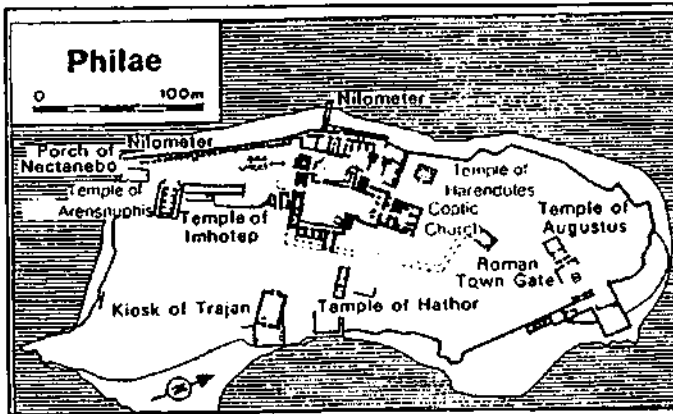 Philae
0 100m
Nilometer
Nilometer
Porch of
Nectanebo
Temple of
Arensnuphis
Temple of
Imhotep
Temple of
Harendotes
Coptic
Church
Temple of
Augustus
Roman
Town Gate
Kiosk of Trajan
Temple of Hathor
N